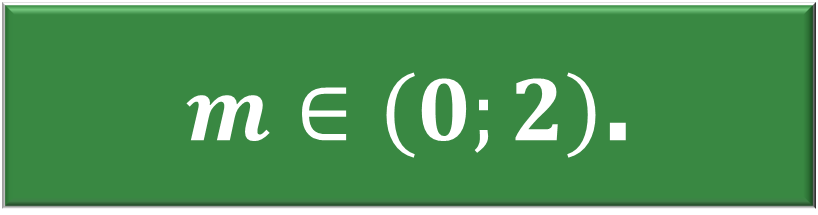 m ∈ (0; 2).